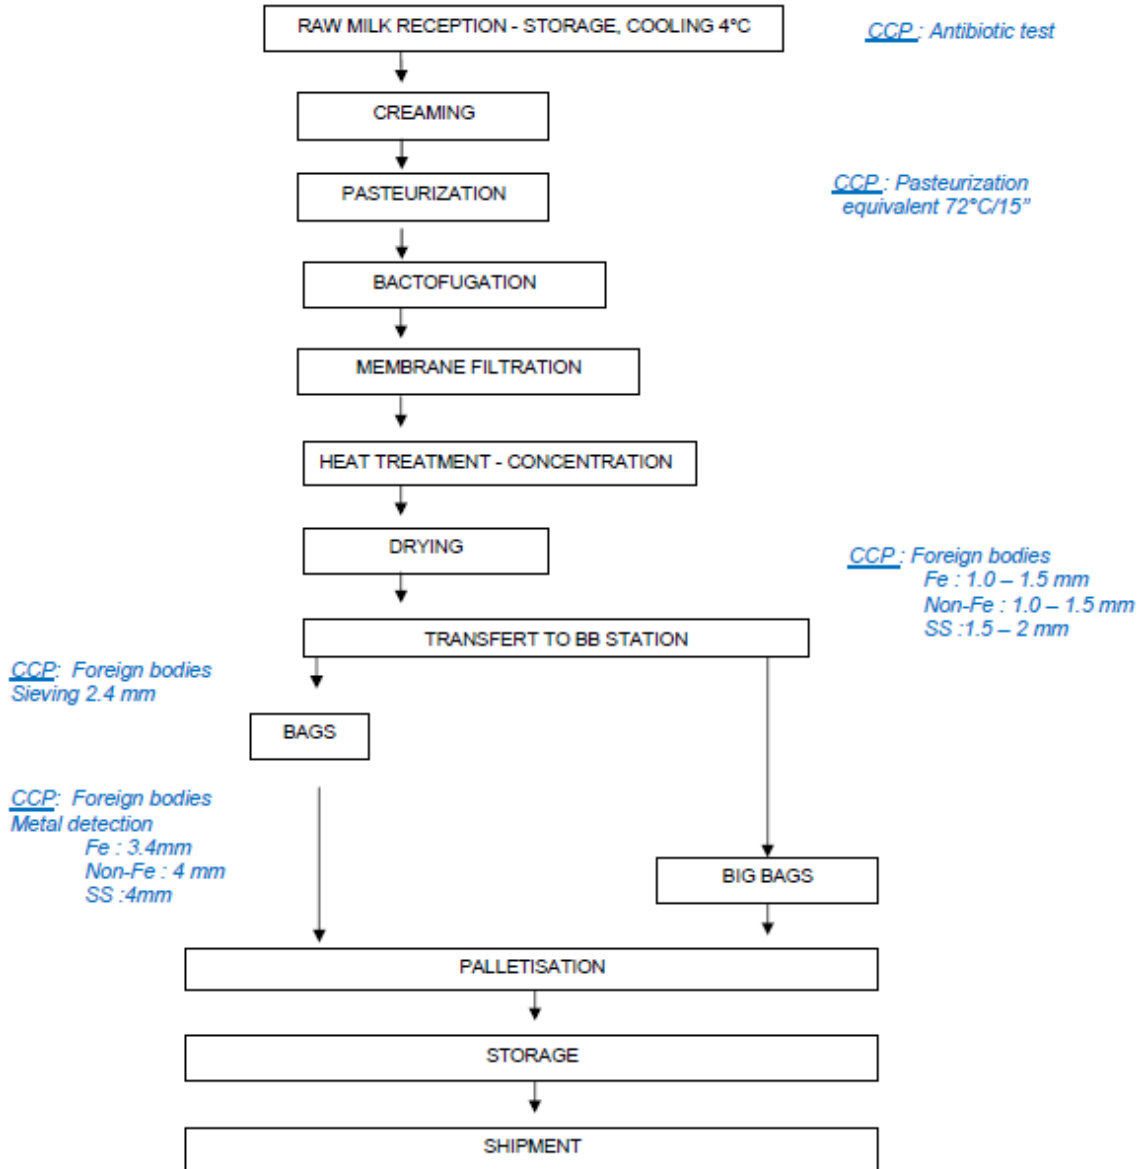 RAW MILK RECEPTION - STORAGE, COOLING 4°C
CCP : Antibiotic test
CREAMING
PASTEURIZATION
CCP : Pasteurization
equivalent 72°C/15”
BACTOFUGATION
MEMBRANE FILTRATION
HEAT TREATMENT - CONCENTRATION
DRYING
CCP : Foreign bodies
Fe : 1.0 – 1.5 mm
Non-Fe : 1.0 – 1.5 mm
SS :1.5 – 2 mm
TRANSFERT TO BB STATION
CCP: Foreign bodies
Sieving 2.4 mm
BAGS
CCP: Foreign bodies
Metal detection
Fe : 3.4mm
Non-Fe : 4 mm
SS :4mm
BIG BAGS
PALLETISATION
STORAGE
SHIPMENT